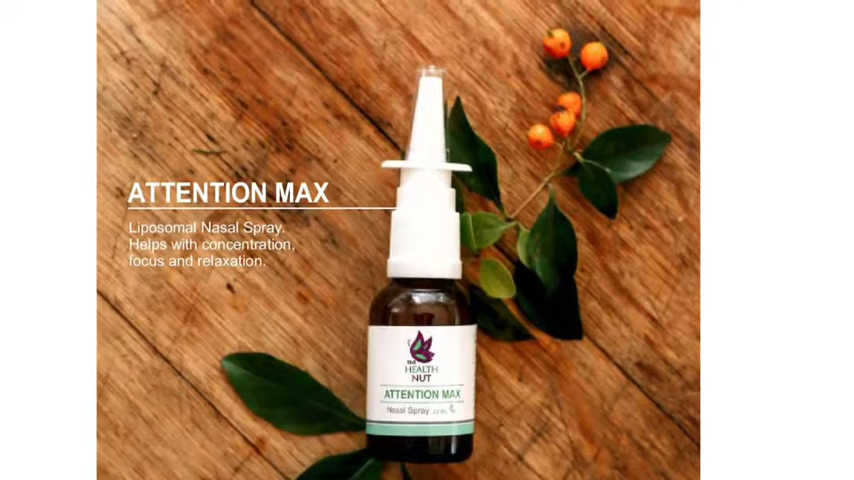 ATTENTION MAX
Liposomal Nasal Spray.
Helps with concentration,
focus and relaxation.
THE
HEALTH
NUT
ATTENTION MAX
Nasal Spray